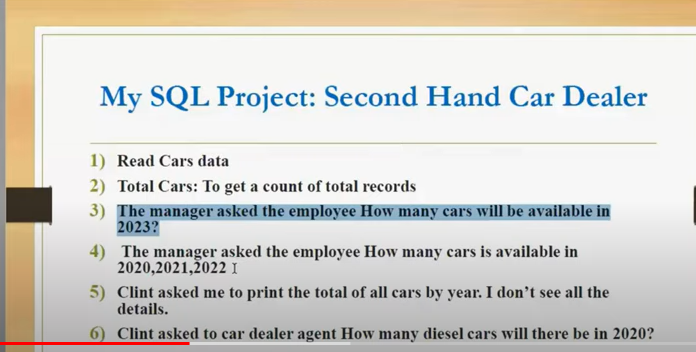 My SQL Project: Second Hand Car Dealer
1) Read Cars data
2) Total Cars: To get a count of total records
3) The manager asked the employee How many cars will be available in
2023?
4) The manager asked the employee How many cars is available in
2020,2021,2022
5) Clint asked me to print the total of all cars by year. I don't see all the
details.
6) Clint asked to car dealer agent How many diesel cars will there be in 2020?